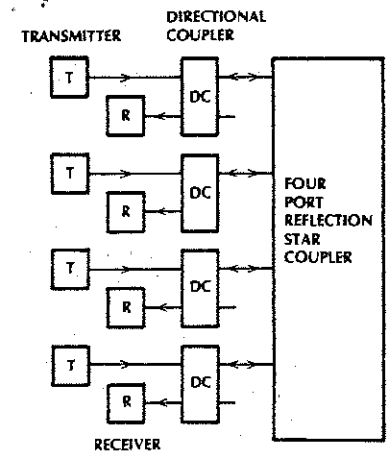 DIRECTIONAL
COUPLER
TRANSMITTER
T
DC
R
T
DC
R
FOUR
PORT
REFLECTION
STAR
COUPLER
T
DC
R
T
DC
R
RECEIVER